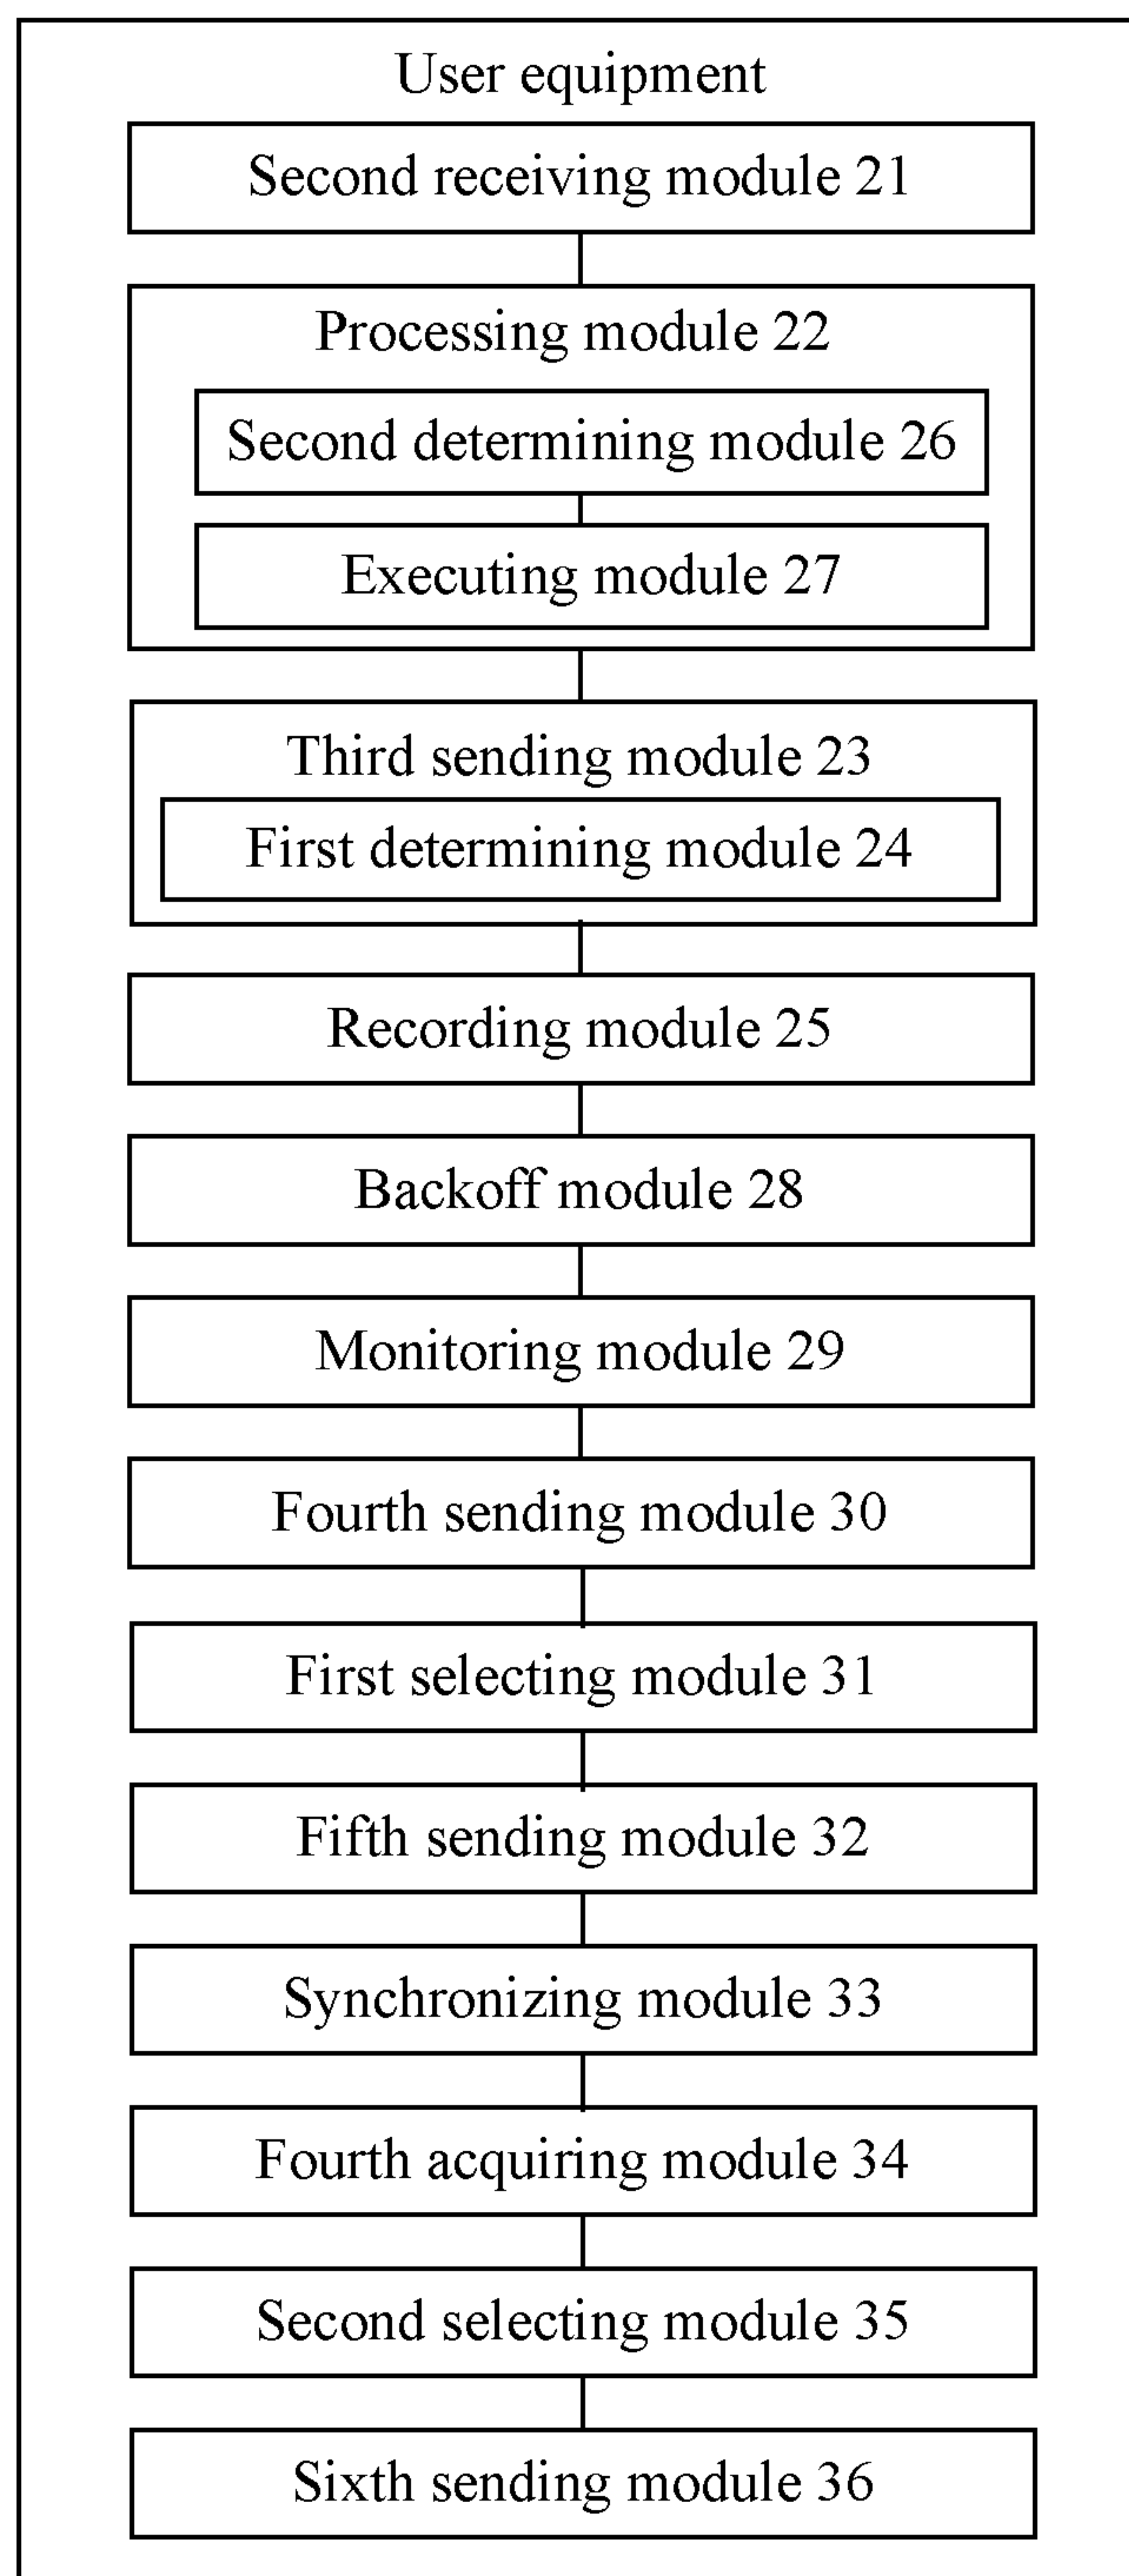 User equipment
Second receiving module 21
Processing module 22
Second determining module 26
Executing module 27
Third sending module 23
First determining module 24
Recording module 25
Backoff module 28
Monitoring module 29
Fourth sending module 30
First selecting module 31
Fifth sending module 32
Synchronizing module 33
Fourth acquiring module 34
Second selecting module 35
Sixth sending module 36